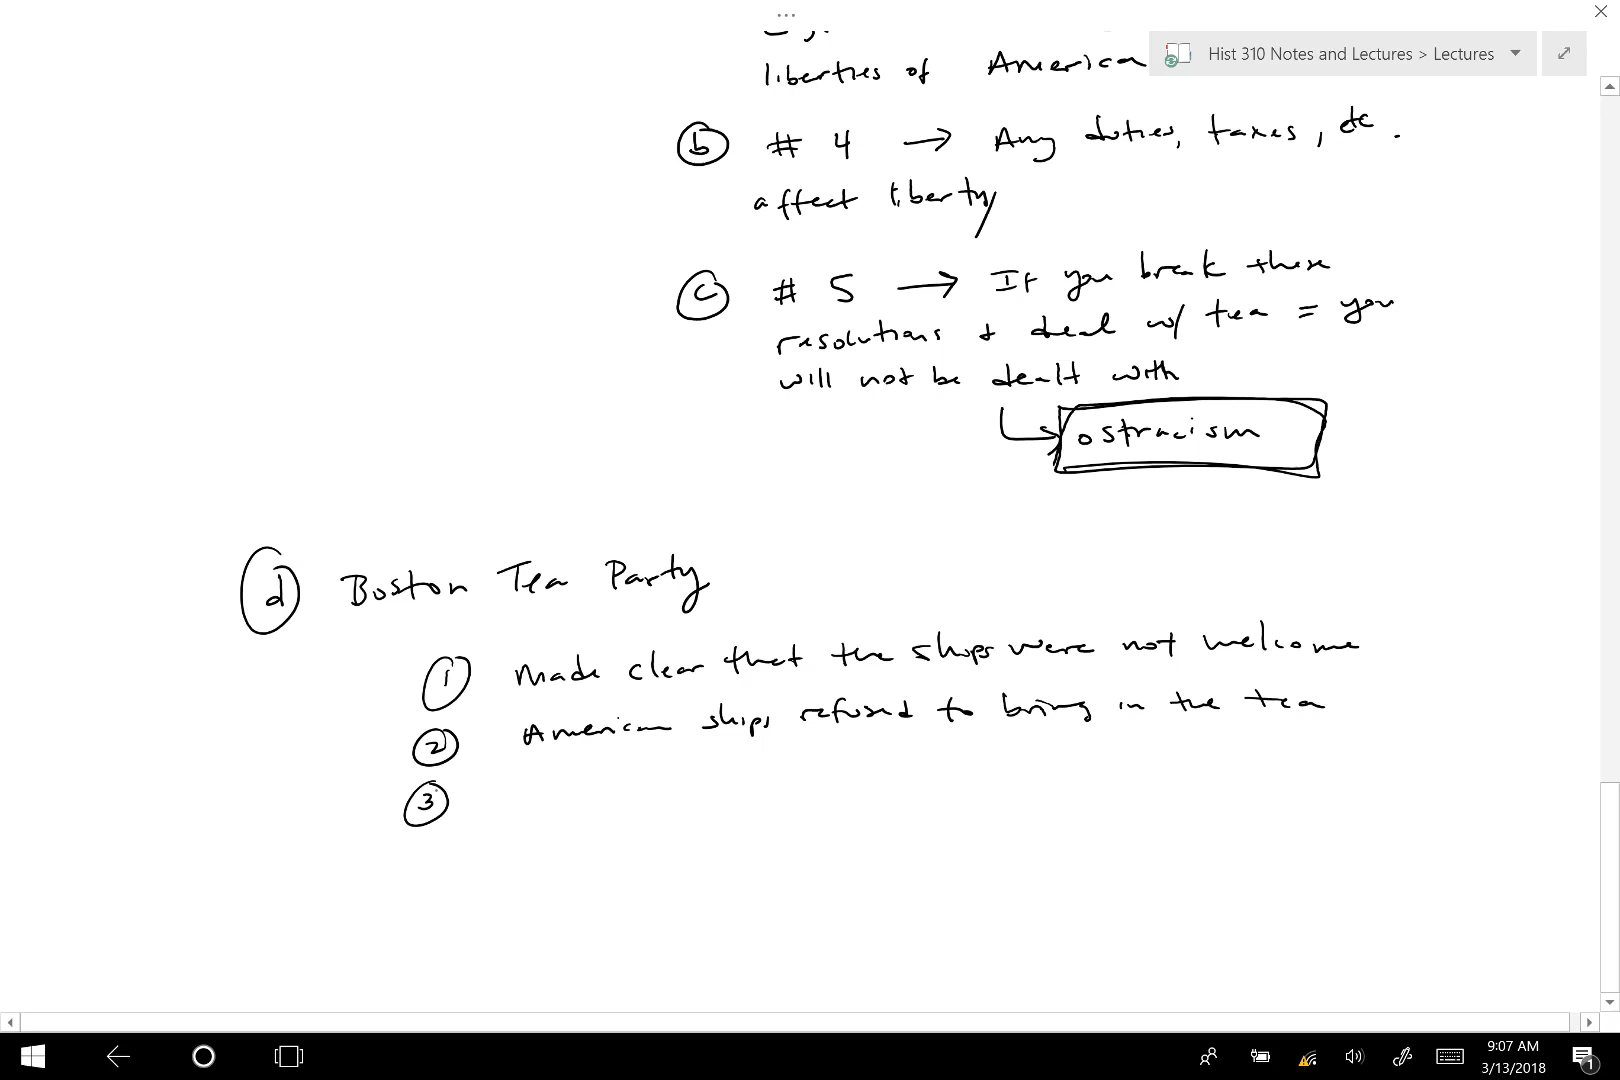 ...
liberties of America
Hist 310 Notes and Lectures > Lectures
b # 4 → Any duties, taxes, etc.
affect liberty
c # 5 → If you break these
resolutions + deal w/ tea = you
will not be dealt with
ostracism
d Boston Tea Party
1 Made clear that the ships were not welcome
2 American ships refused to bring in the tea
3
9:07 AM
3/13/2018
1